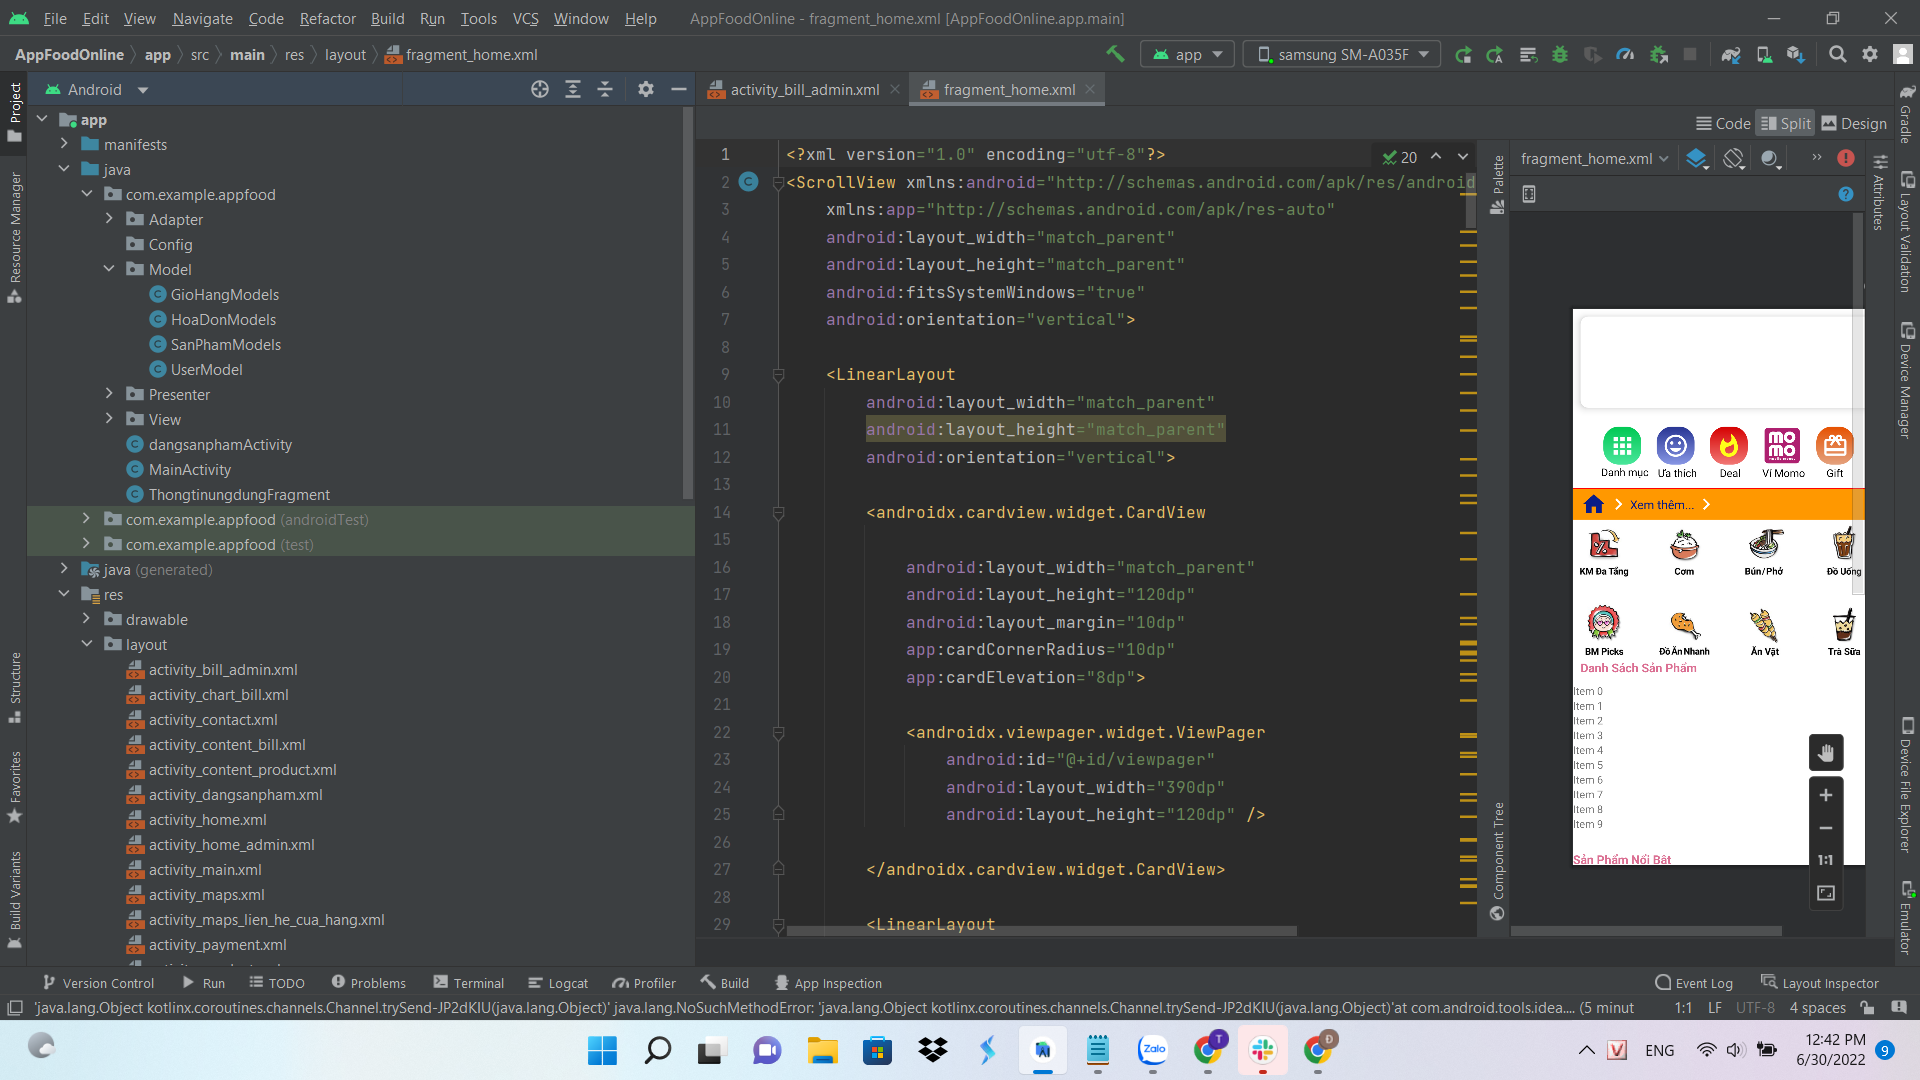 File Edit View Navigate Code Refactor Build Run Tools VCS Window Help AppFoodOnline - fragment_home.xml [AppFoodOnline.app.main]
AppFoodOnline app src main res layout fragment_home.xml app samsung SM-A035F
Project
Resource Manager
Structure
Favorites
Build Variants
Android
app
manifests
java
com.example.appfood
Adapter
Config
Model
GioHangModels
HoaDonModels
SanPhamModels
UserModel
Presenter
View
dangsanphamActivity
MainActivity
ThongtinungdungFragment
com.example.appfood (androidTest)
com.example.appfood (test)
java (generated)
res
drawable
layout
activity_bill_admin.xml
activity_chart_bill.xml
activity_contact.xml
activity_content_bill.xml
activity_content_product.xml
activity_dangsanpham.xml
activity_home.xml
activity_home_admin.xml
activity_main.xml
activity_maps.xml
activity_maps_lien_he_cua_hang.xml
activity_payment.xml
activity_bill_admin.xml fragment_home.xml
Code Split Design
20
1 <?xml version="1.0" encoding="utf-8"?>
2 <ScrollView xmlns:android="http://schemas.android.com/apk/res/android
3 xmlns:app="http://schemas.android.com/apk/res-auto"
4 android:layout_width="match_parent"
5 android:layout_height="match_parent"
6 android:fitsSystemWindows="true"
7 android:orientation="vertical">
8
9 <LinearLayout
10 android:layout_width="match_parent"
11 android:layout_height="match_parent"
12 android:orientation="vertical">
13
14 <androidx.cardview.widget.CardView
15
16 android:layout_width="match_parent"
17 android:layout_height="120dp"
18 android:layout_margin="10dp"
19 app:cardCornerRadius="10dp"
20 app:cardElevation="8dp">
21
22 <androidx.viewpager.widget.ViewPager
23 android:id="@+id/viewpager"
24 android:layout_width="390dp"
25 android:layout_height="120dp" />
26
27 </androidx.cardview.widget.CardView>
28
29 <LinearLayout
Palette
Component Tree
fragment_home.xml
mo
mo
Danh mục Ưa thích Deal Ví Momo Gift
Xem thêm...
KM Đa Tầng Cơm Bún/Phở Đồ Uống
BM Picks Đồ Ăn Nhanh Ăn Vặt Trà Sữa
Danh Sách Sản Phẩm
Item 0
Item 1
Item 2
Item 3
Item 4
Item 5
Item 6
Item 7
Item 8
Item 9
Sản Phẩm Nổi Bật
1:1
Attributes
Gradle
Layout Validation
Device Manager
Device File Explorer
Emulator
Version Control Run TODO Problems Terminal Logcat Profiler Build App Inspection Event Log Layout Inspector
'java.lang.Object kotlinx.coroutines.channels.Channel.trySend-JP2dKIU(java.lang.Object)' java.lang.NoSuchMethodError: 'java.lang.Object kotlinx.coroutines.channels.Channel.trySend-JP2dKIU(java.lang.Object)'at com.android.tools.idea.... (5 minut 1:1 LF UTF-8 4 spaces
Zalo T Đ V ENG 12:42 PM
6/30/2022 9